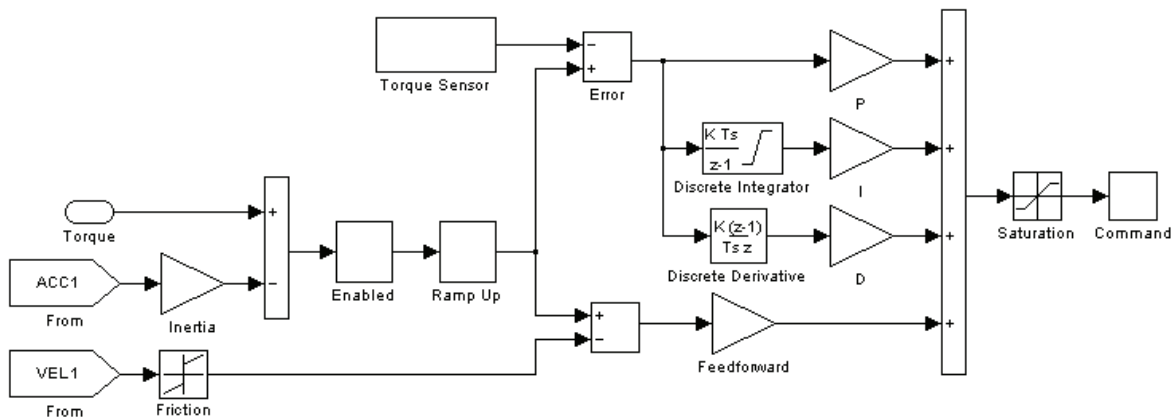 Torque Sensor
−
+
Error
+
P
K Ts
z-1
Discrete Integrator
+
I
K (z-1)
Ts z
Discrete Derivative
+
D
Saturation
Command
Torque
+
−
ACC1
From
Inertia
Enabled
Ramp Up
+
−
Feedforward
+
VEL1
From
Friction